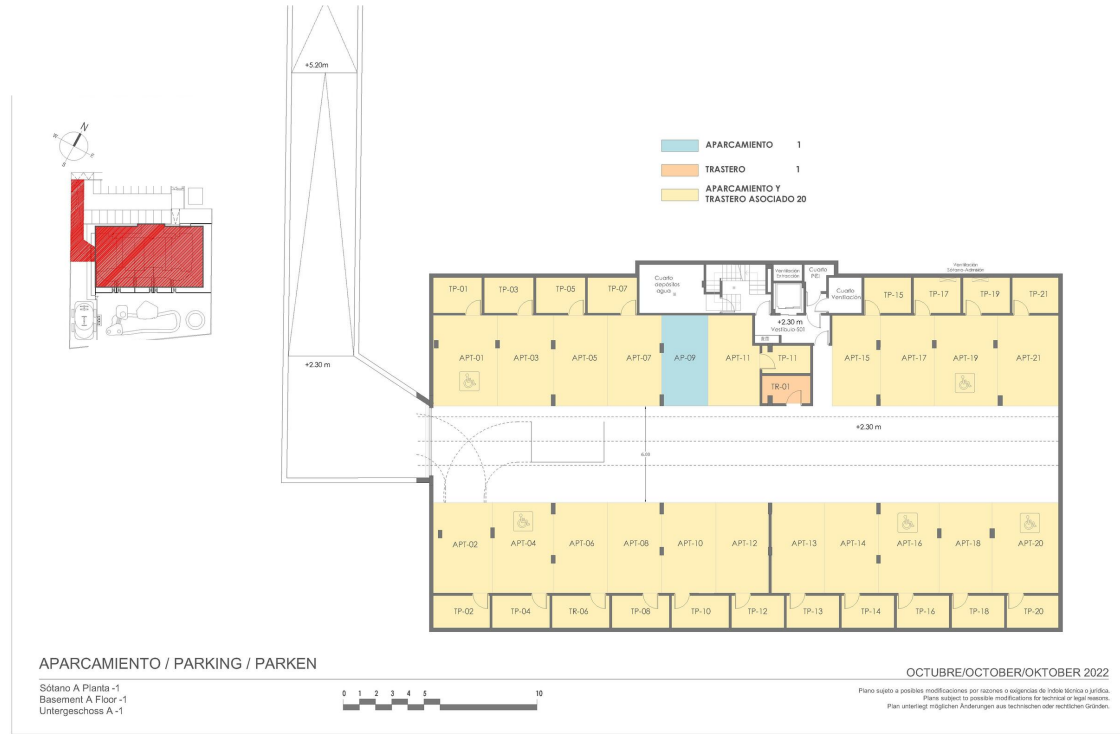 +5.20m
N
W
E
S
APARCAMIENTO 1
TRASTERO 1
APARCAMIENTO Y
TRASTERO ASOCIADO 20
Ventilación
Sótano-Admisión
Cuarto
depósitos
agua
Ventilación
Extracción
Cuarto
PEI
Cuarto
Ventilación
TP-01
TP-03
TP-05
TP-07
TP-15
TP-17
TP-19
TP-21
+2.30 m
Vestíbulo S01
+2.30 m
APT-01
APT-03
APT-05
APT-07
AP-09
APT-11
TP-11
APT-15
APT-17
APT-19
APT-21
TR-01
+2.30 m
APT-02
APT-04
APT-06
APT-08
APT-10
APT-12
APT-13
APT-14
APT-16
APT-18
APT-20
TP-02
TP-04
TR-06
TP-08
TP-10
TP-12
TP-13
TP-14
TP-16
TP-18
TP-20
APARCAMIENTO / PARKING / PARKEN
OCTUBRE/OCTOBER/OKTOBER 2022
Sótano A Planta -1
Basement A Floor -1
Untergeschoss A -1
0 1 2 3 4 5 10
Plano sujeto a posibles modificaciones por razones o exigencias de índole técnica o jurídica.
Plans subject to possible modifications for technical or legal reasons.
Plan unterliegt möglichen Änderungen aus technischen oder rechtlichen Gründen.